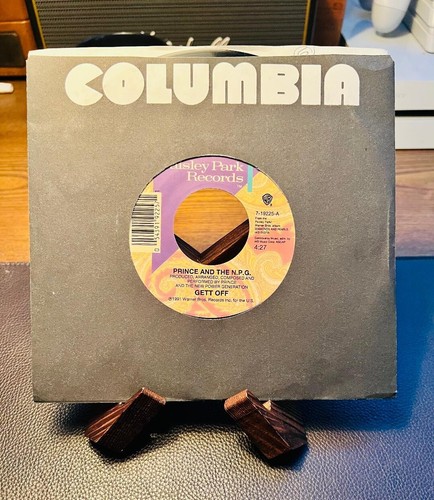 COLUMBIA
Paisley Park
Records
7-19225-A
4:27
PRINCE AND THE N.P.G.
PRODUCED, ARRANGED, COMPOSED AND
PERFORMED BY PRINCE
AND THE NEW POWER GENERATION
GETT OFF
℗1991 Warner Bros. Records Inc. for the U.S.